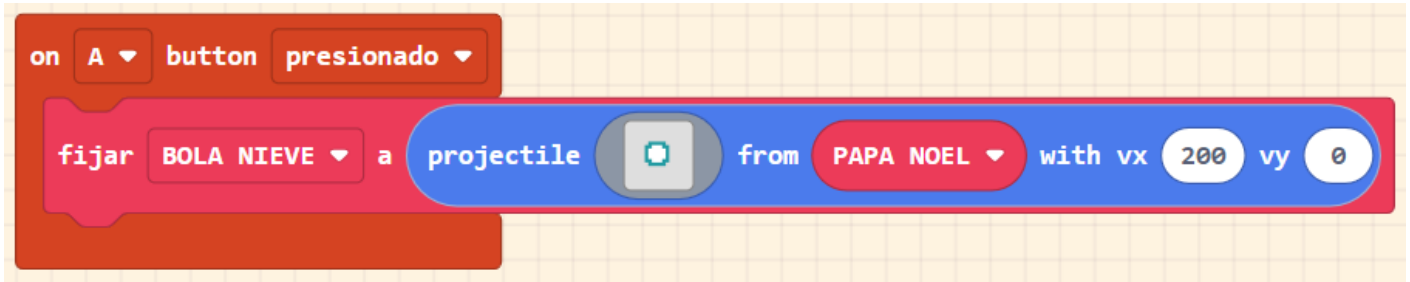 on A button presionado
fijar BOLA NIEVE a projectile from PAPA NOEL with vx 200 vy 0